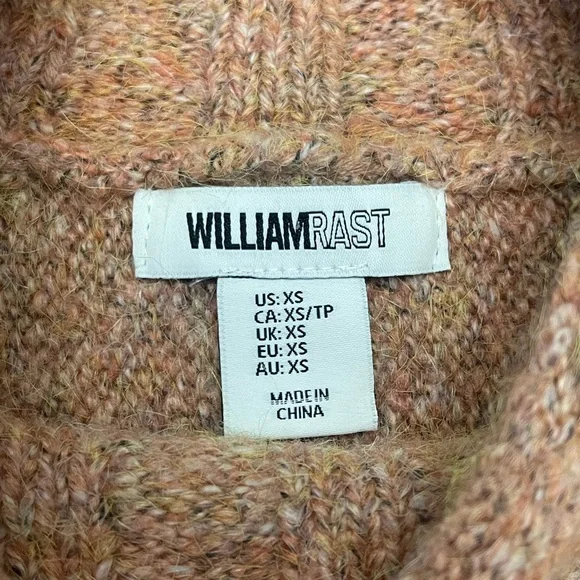 WILLIAMRAST
US: XS
CA: XS/TP
UK: XS
EU: XS
AU: XS
MADE IN
CHINA